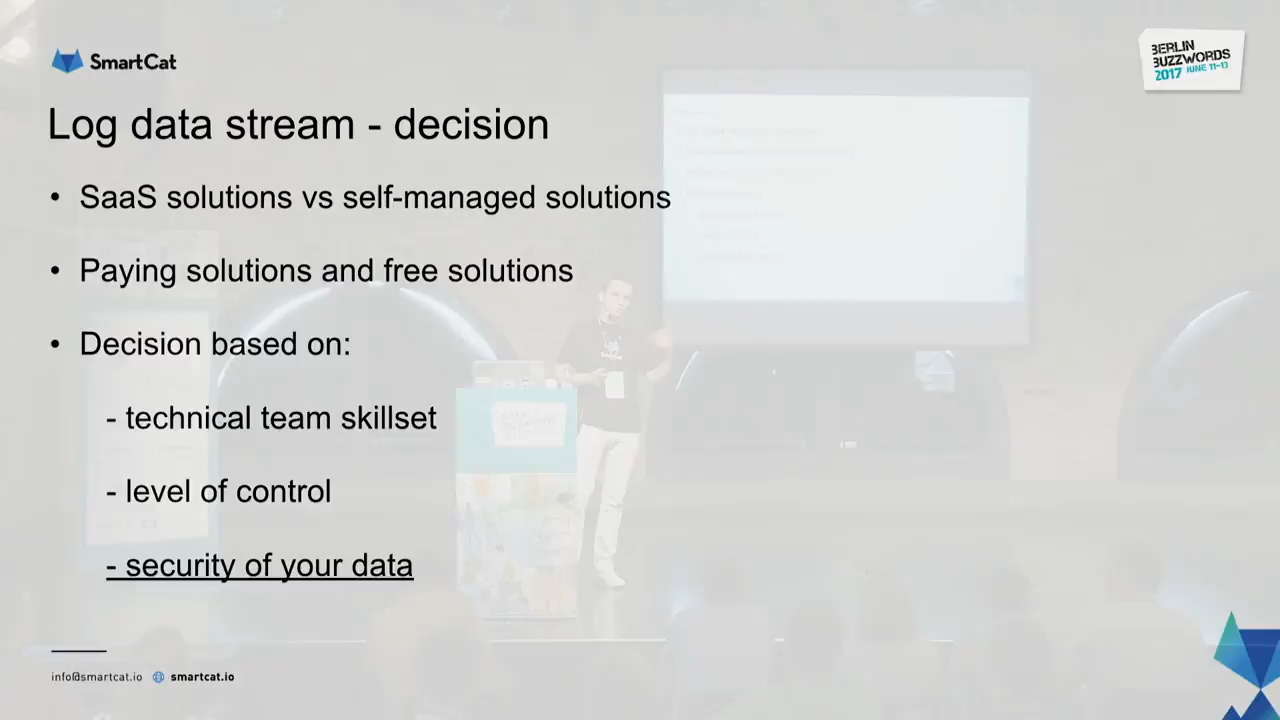 SmartCat
BERLIN
BUZZWORDS
2017 JUNE 11-13
Log data stream - decision
• SaaS solutions vs self-managed solutions
• Paying solutions and free solutions
• Decision based on:
- technical team skillset
- level of control
- security of your data
info@smartcat.io smartcat.io